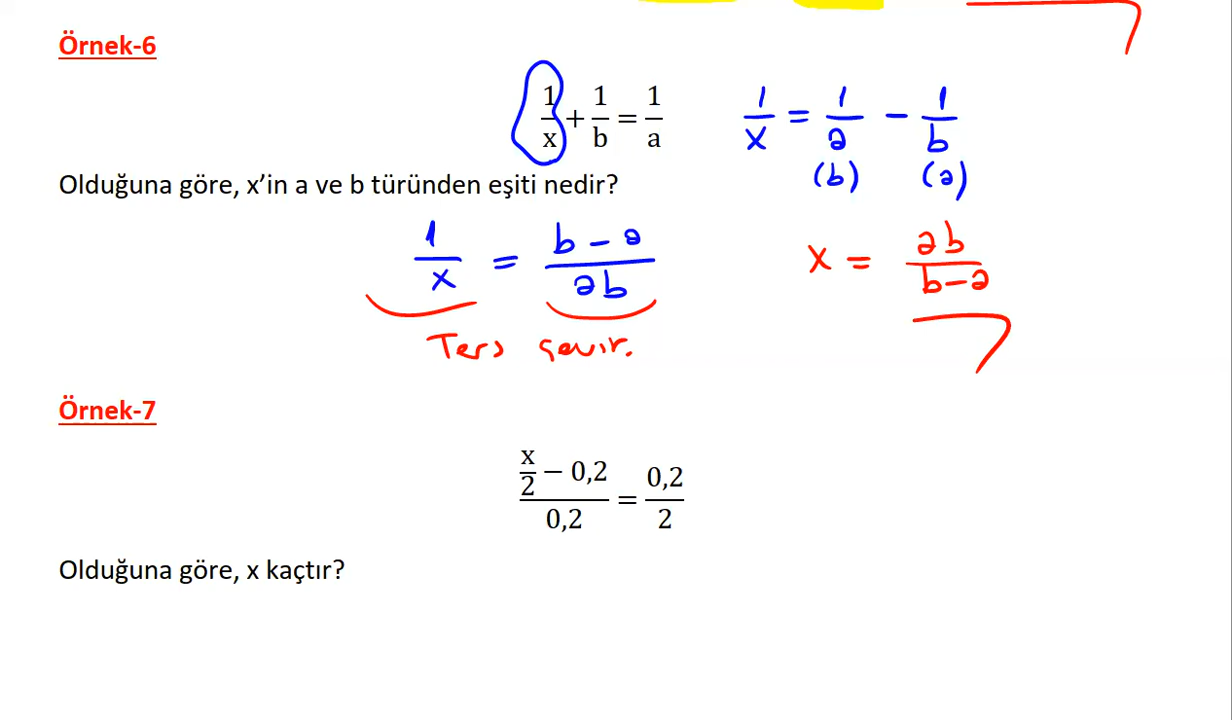 Örnek-6
1/x + 1/b = 1/a
1/x = 1/a - 1/b
(b) (a)
Olduğuna göre, x’in a ve b türünden eşiti nedir?
1/x = b - a/ab
x = ab/b - a
Ters çevir.
Örnek-7
x/2 − 0,2/0,2 = 0,2/2
Olduğuna göre, x kaçtır?